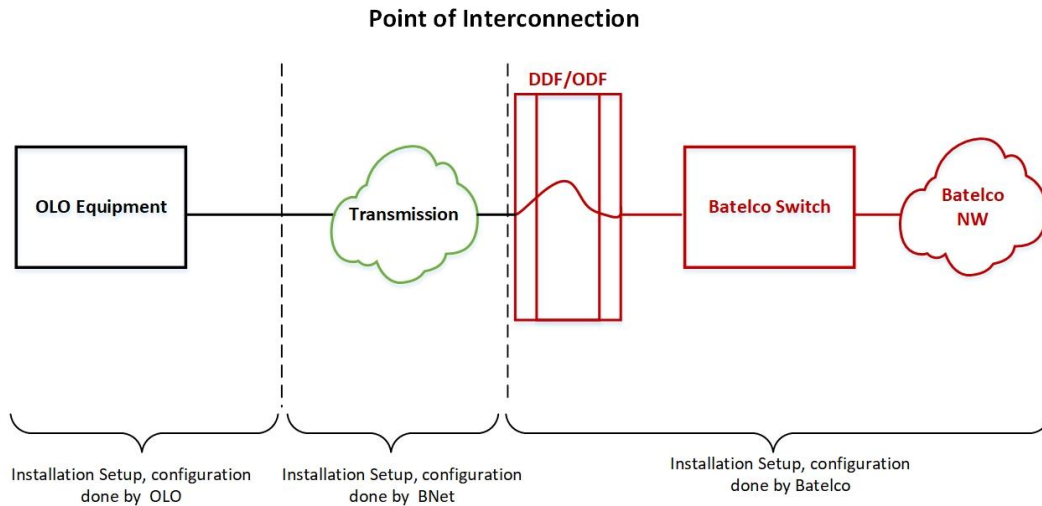 Point of Interconnection
DDF/ODF
OLO Equipment
Transmission
Batelco Switch
Batelco
NW
Installation Setup, configuration
done by OLO
Installation Setup, configuration
done by BNet
Installation Setup, configuration
done by Batelco